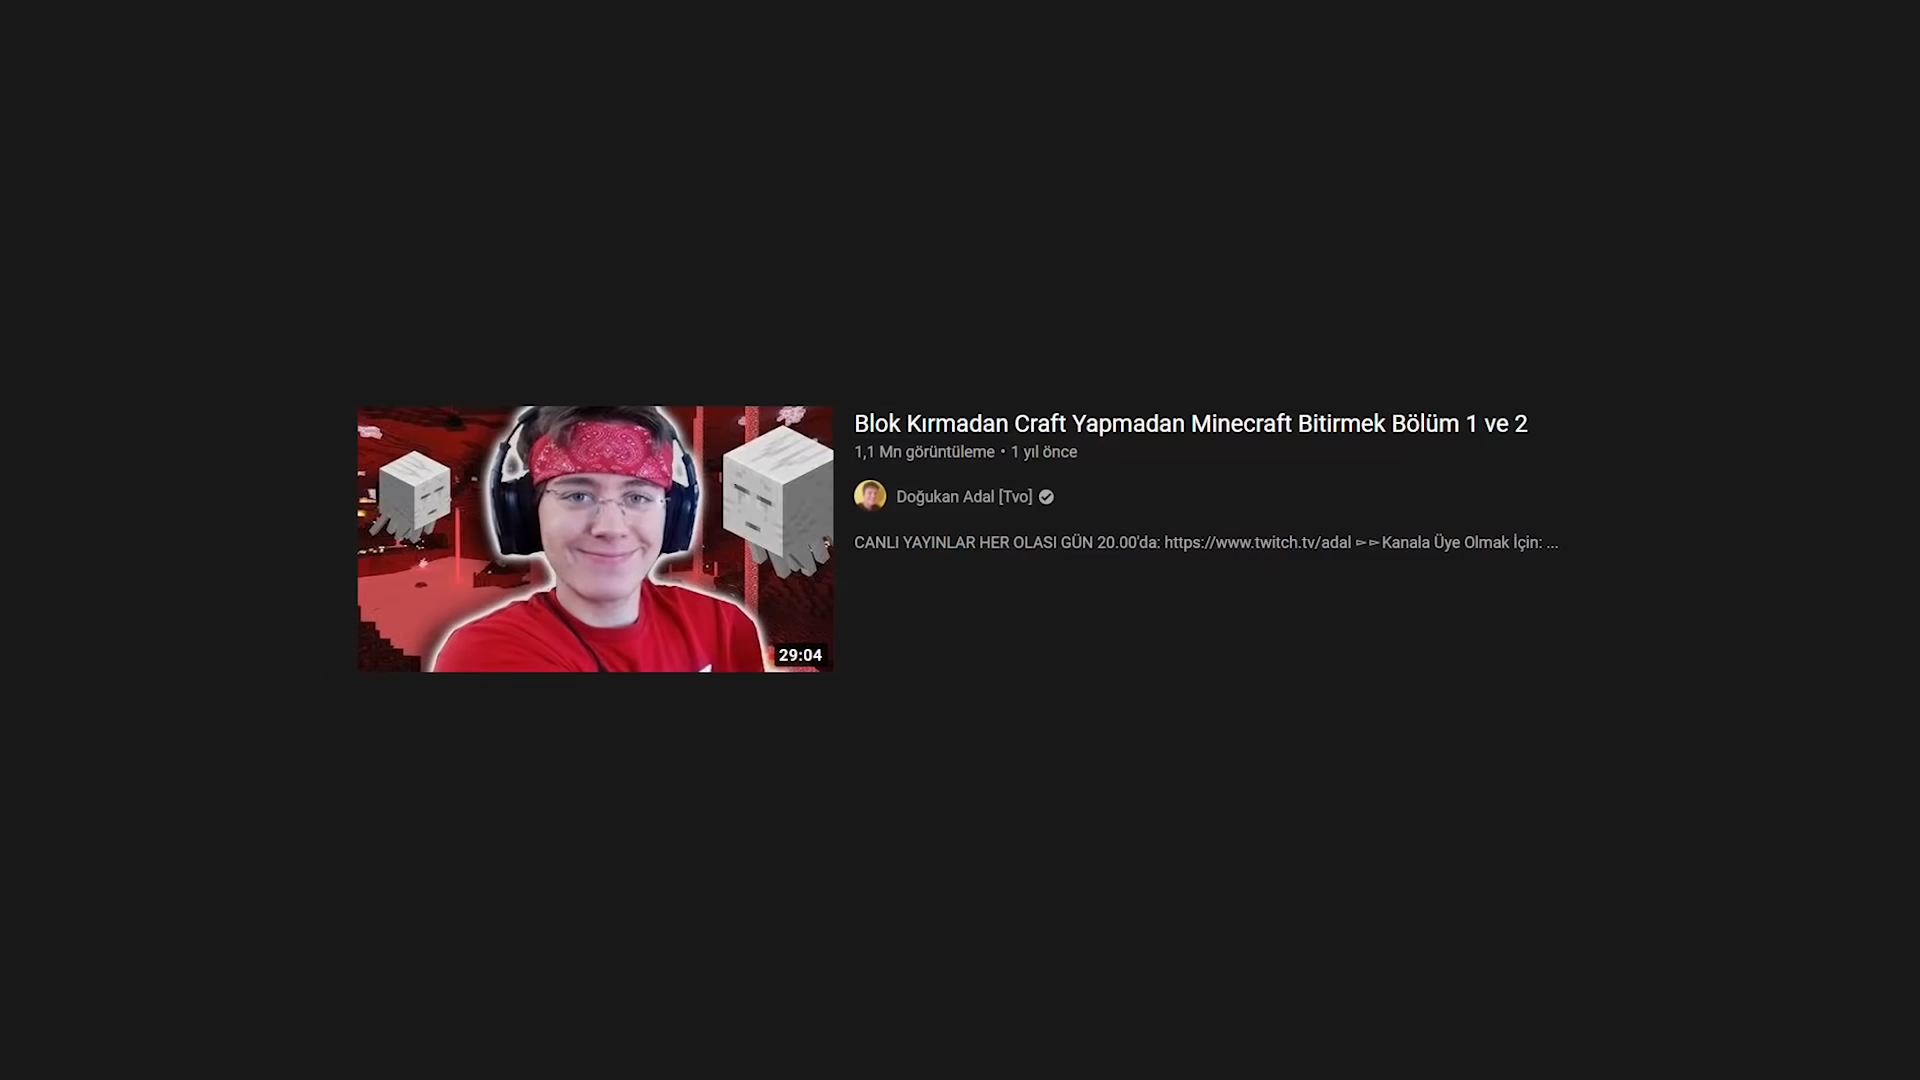 Blok Kırmadan Craft Yapmadan Minecraft Bitirmek Bölüm 1 ve 2
1,1 Mn görüntüleme • 1 yıl önce
Doğukan Adal [Tvo]
CANLI YAYINLAR HER OLASI GÜN 20.00'da: https://www.twitch.tv/adal ➢➢Kanala Üye Olmak İçin: ...
29:04